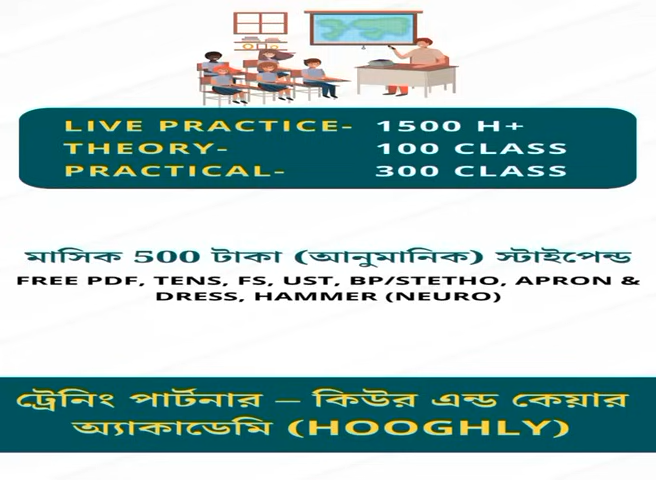 LIVE PRACTICE- 1500 H+
THEORY- 100 CLASS
PRACTICAL- 300 CLASS
মাসিক 500 টাকা (আনুমানিক) স্টাইপেন্ড
FREE PDF, TENS, FS, UST, BP/STETHO, APRON &
DRESS, HAMMER (NEURO)
ট্রেনিং পার্টনার – কিউর এন্ড কেয়ার
অ্যাকাডেমি (HOOGHLY)